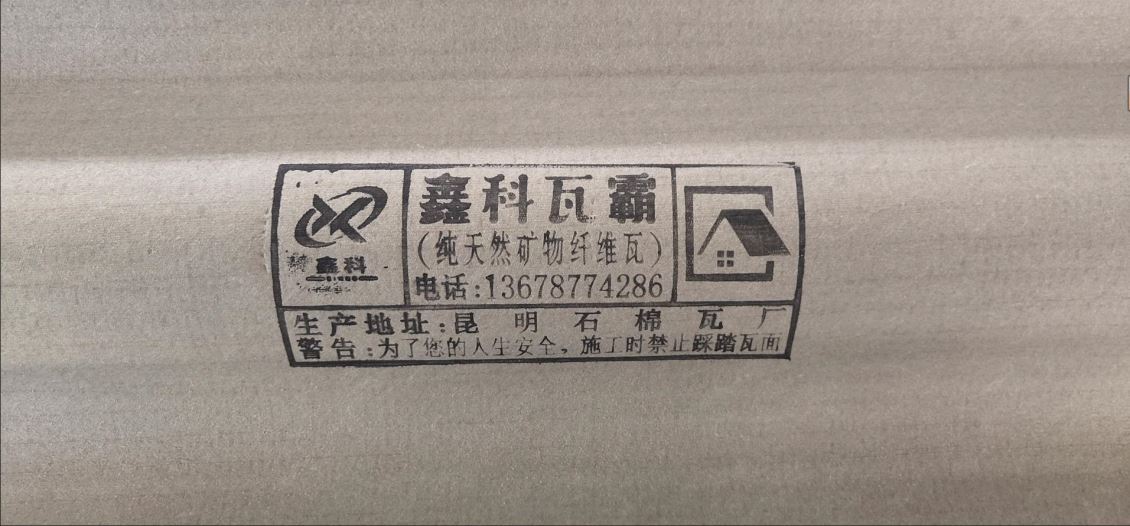 鑫科
鑫科瓦霸
(纯天然矿物纤维瓦)
电话:13678774286
生产地址:昆明石棉瓦厂
警告:为了您的人生安全,施工时禁止踩踏瓦面